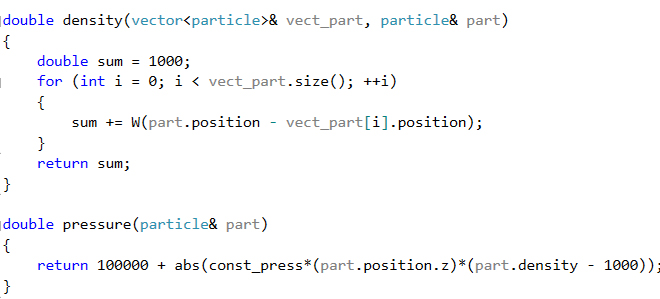 double density(vector<particle>& vect_part, particle& part)
{
    double sum = 1000;
    for (int i = 0; i < vect_part.size(); ++i)
    {
        sum += W(part.position - vect_part[i].position);
    }
    return sum;
}
double pressure(particle& part)
{
    return 100000 + abs(const_press*(part.position.z)*(part.density - 1000));
}